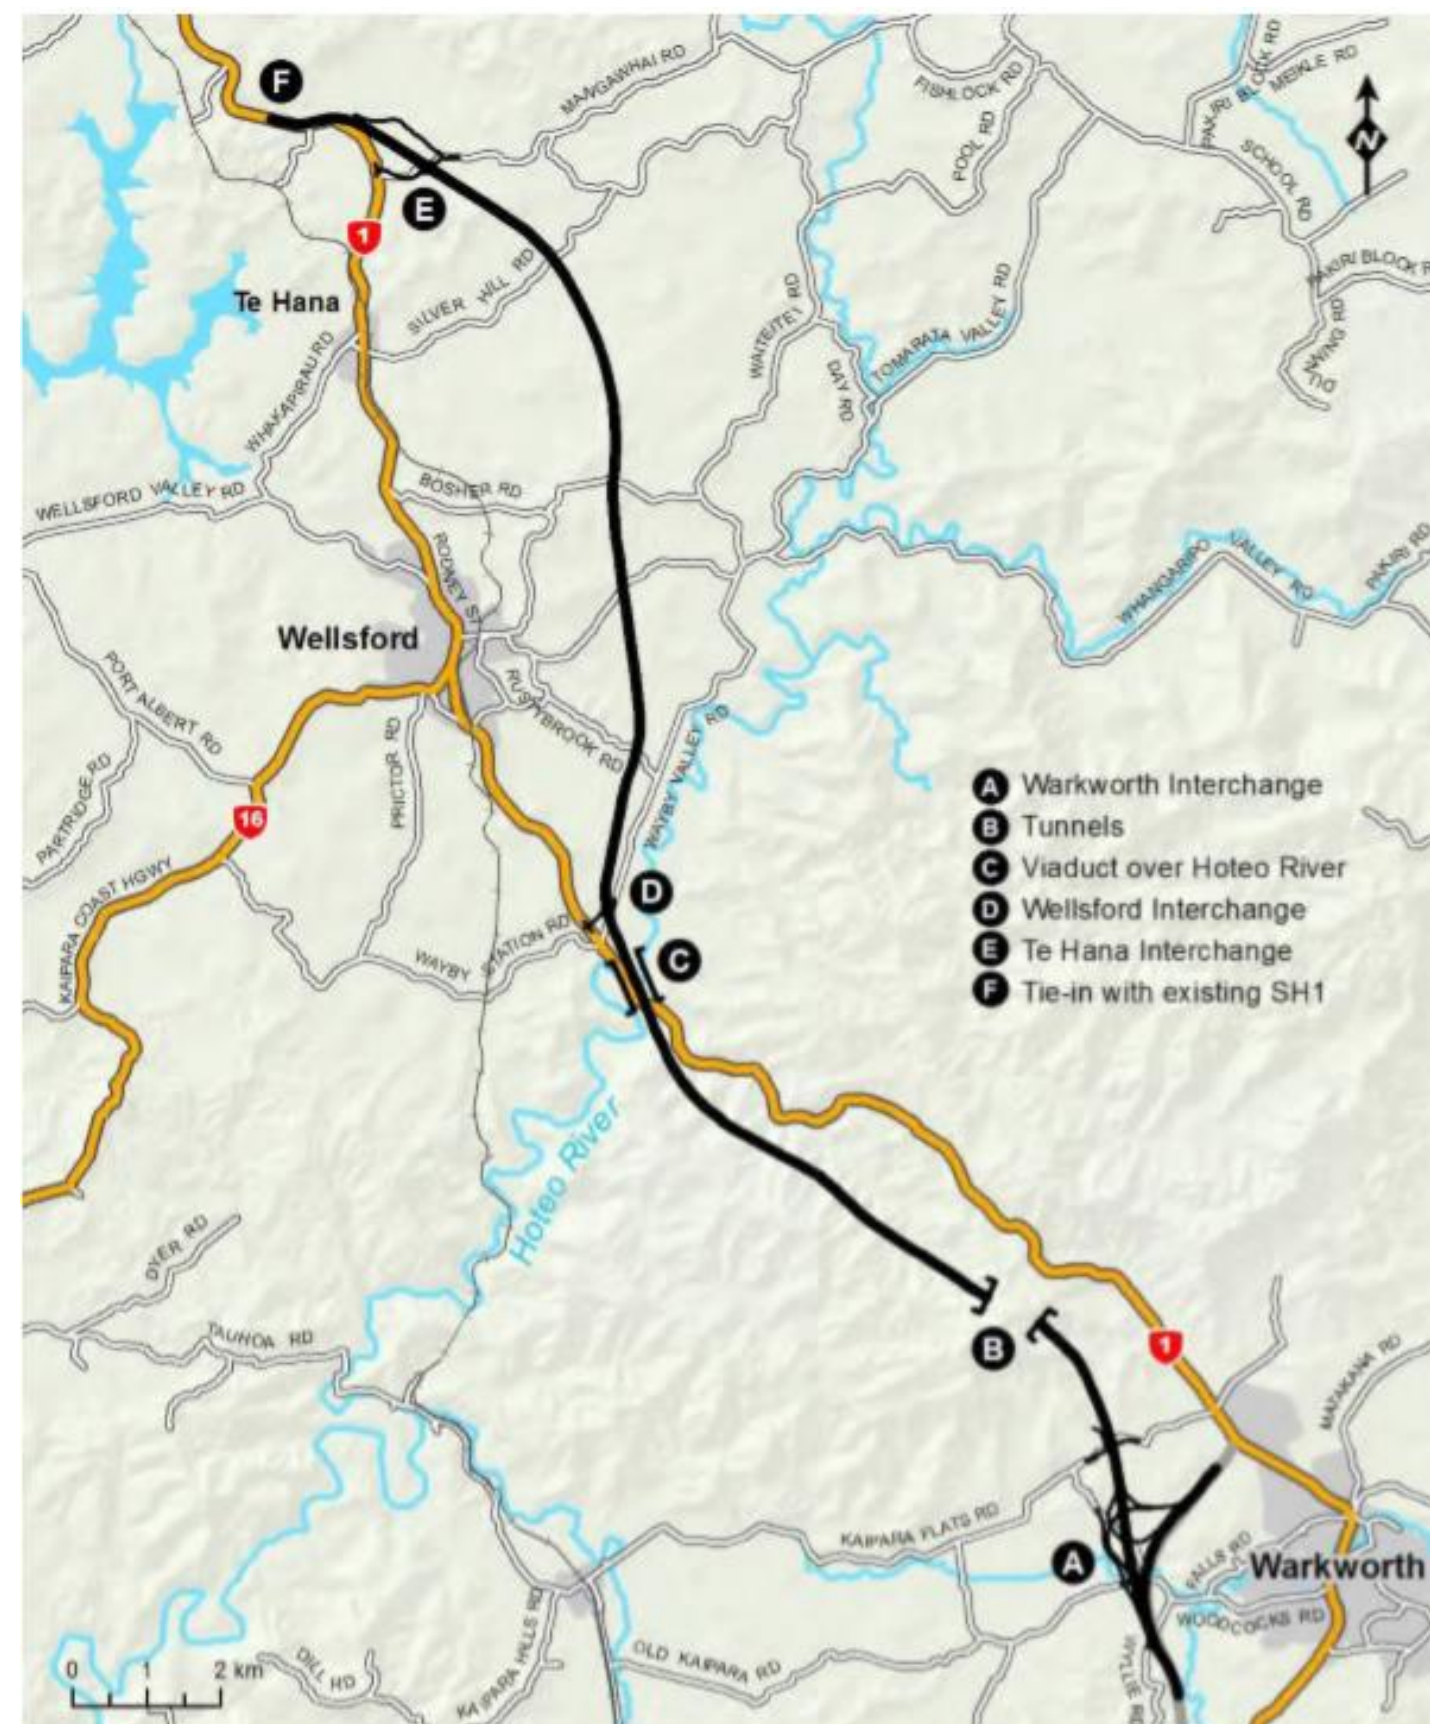 F
MANGAWHAI RD
FISHLOCK RD
PAKIRI BLOCK RD
MEIKLE RD
POOL RD
SCHOOL RD
N
E
1
Te Hana
SILVER HILL RD
WAITEITEI RD
TOMARATA VALLEY RD
PAKIRI BLOCK R
DINNING RD
DAY RD
WHAKAPIRAU RD
WELLSFORD VALLEY RD
BOSHER RD
RODNEY ST
WHANGARIPO VALLEY RD
PAKIRI RD
Wellsford
PORT ALBERT RD
RUSTYBROOK RD
PRICTOR RD
WAYBY VALLEY RD
PARTRIDGE RD
16
KAIPARA COAST HGWY
A Warkworth Interchange
B Tunnels
C Viaduct over Hoteo River
D Wellsford Interchange
E Te Hana Interchange
F Tie-in with existing SH1
D
WAYBY STATION RD
C
Hoteo River
DYER RD
TAUHOA RD
B
1
MATAKANA RD
KAIPARA FLATS RD
A
FALLS RD
Warkworth
WOODCOCKS RD
OLD KAIPARA RD
KAIPARA HILLS RD
0 1 2 km